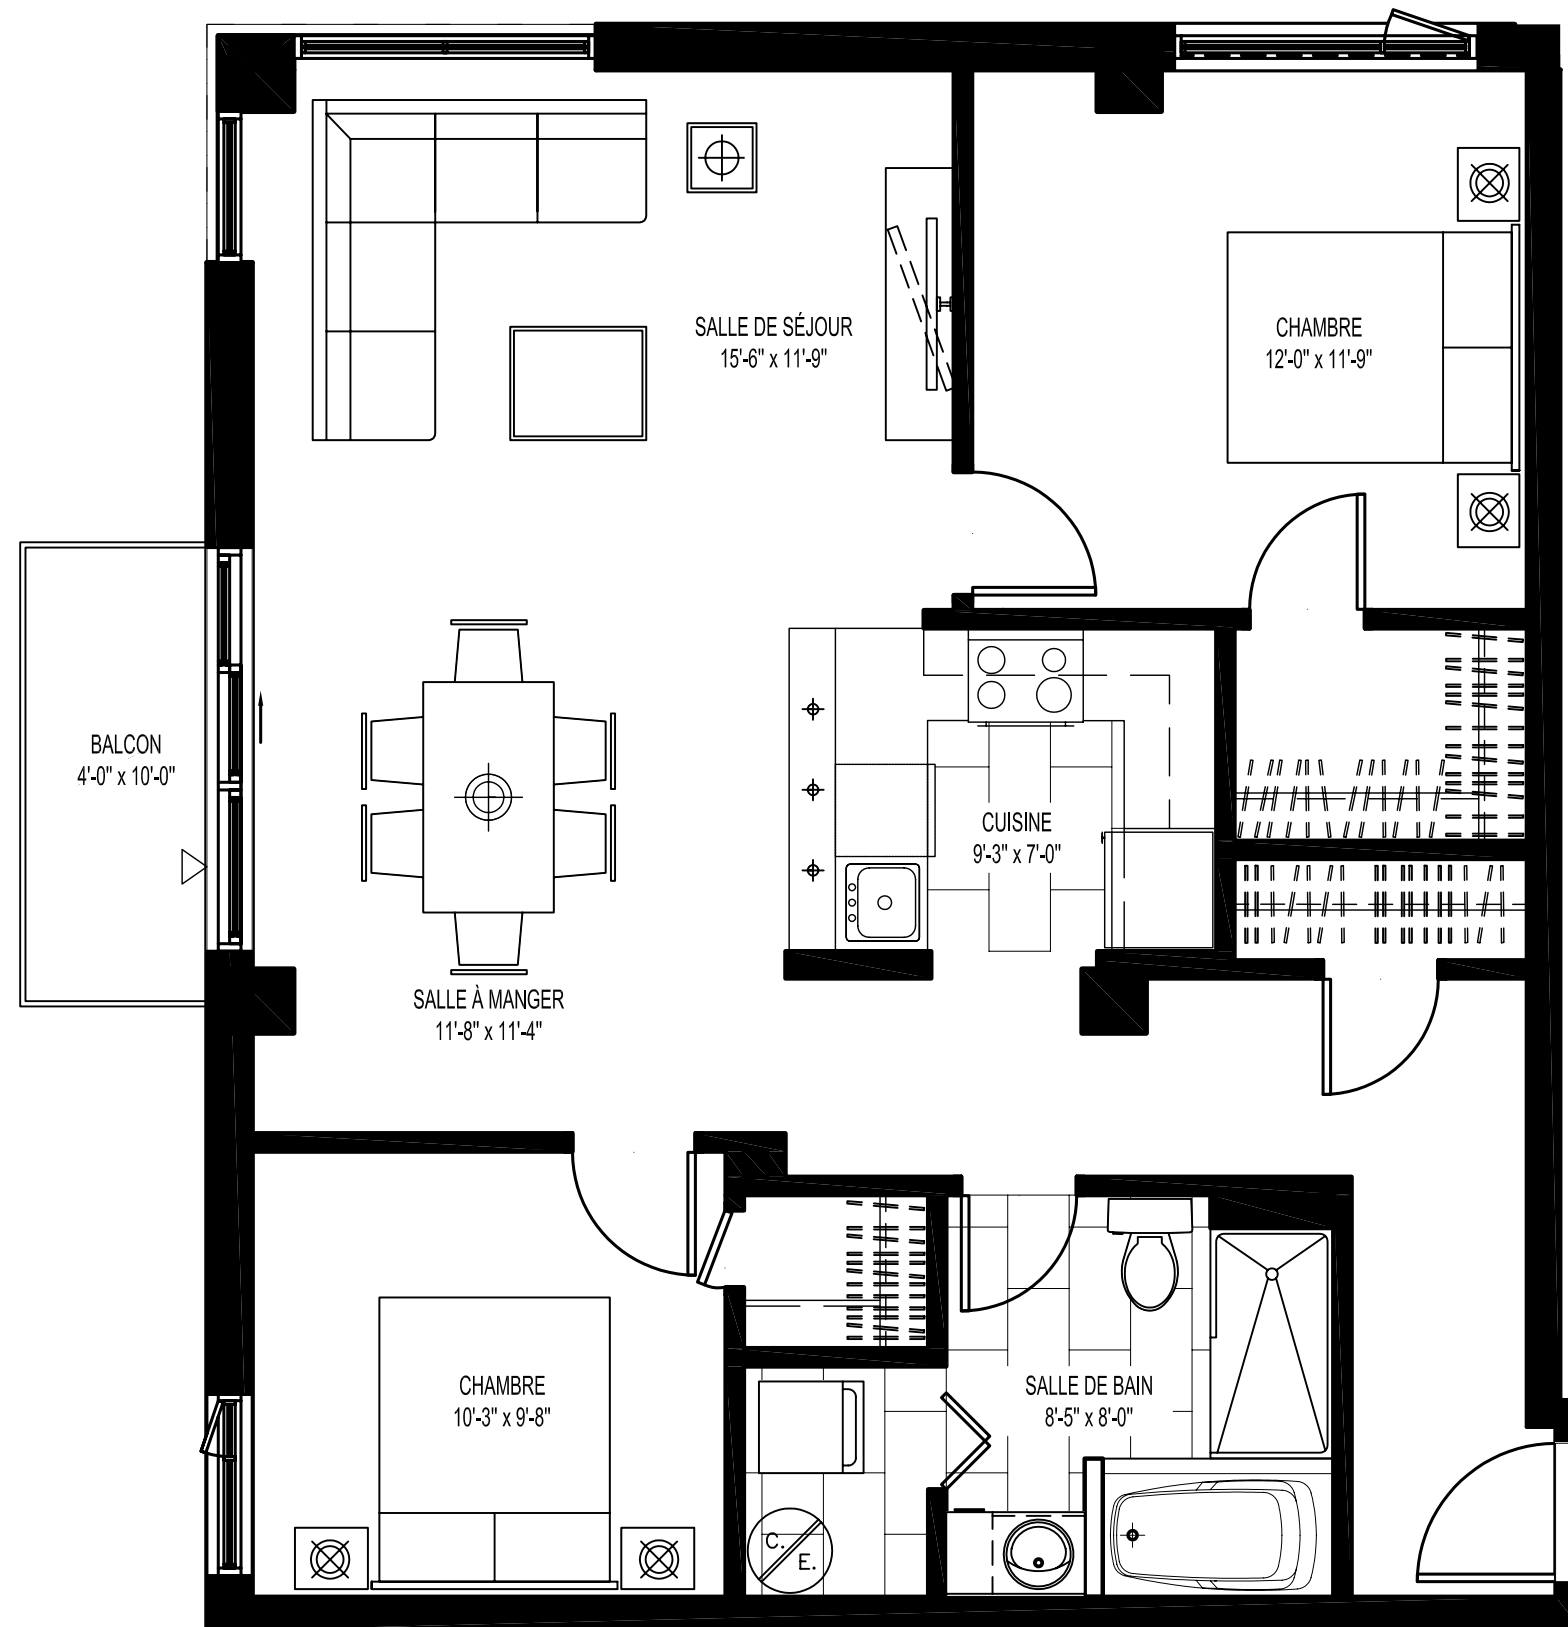 SALLE DE SÉJOUR
15'-6" x 11'-9"
CHAMBRE
12'-0" x 11'-9"
BALCON
4'-0" x 10'-0"
CUISINE
9'-3" x 7'-0"
SALLE À MANGER
11'-8" x 11'-4"
CHAMBRE
10'-3" x 9'-8"
SALLE DE BAIN
8'-5" x 8'-0"
C.
E.